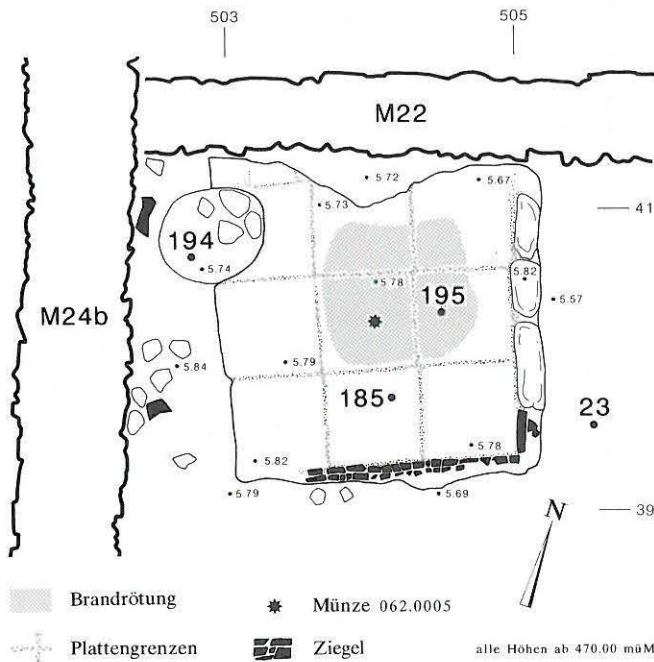 503 505
M22
5.72 5.67
5.73
41
194
5.74
5.78
5.82
195
5.57
M24b
5.84
5.79
185
23
5.78
5.82
5.79 5.69
39
N
Brandrötung
Münze 062.0005
Plattengrenzen
Ziegel
alle Höhen ab 470.00 müM